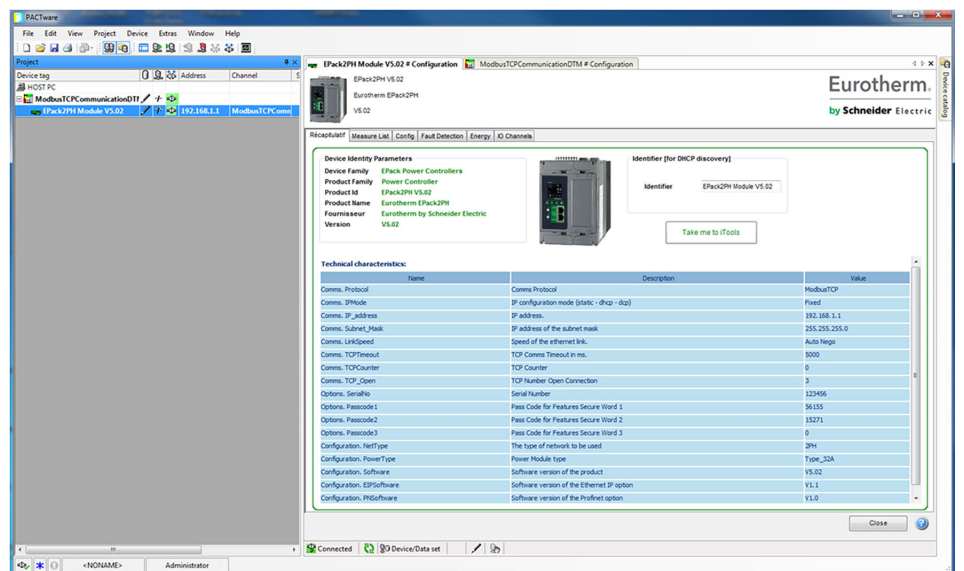 PACTware
File Edit View Project Device Extras Window Help
Project
Device tag Address Channel S
HOST PC
ModbusTCPCommunicationDTM
EPack2PH Module V5.02 192.168.1.1 ModbusTCPComm
EPack2PH Module V5.02 # Configuration ModbusTCPCommunicationDTM # Configuration
EPack2PH V5.02
Eurotherm EPack2PH
V5.02
Eurotherm.
by Schneider Electric
Device catalog
Récapitulatif Measure List Config Fault Detection Energy IO Channels
Device Identity Parameters
Device Family EPack Power Controllers
Product Family Power Controller
Product Id EPack2PH V5.02
Product Name Eurotherm EPack2PH
Fournisseur Eurotherm by Schneider Electric
Version V5.02
Identifier [for DHCP discovery]
Identifier EPack2PH Module V5.02
Take me to iTools
Technical characteristics:
Name Description Value
Comms. Protocol Comms Protocol ModbusTCP
Comms. IPMode IP configuration mode (static - dhcp - dcp) Fixed
Comms. IP_address IP address. 192.168.1.1
Comms. Subnet_Mask IP address of the subnet mask 255.255.255.0
Comms. LinkSpeed Speed of the ethernet link. Auto Nego
Comms. TCPTimeout TCP Comms Timeout in ms. 5000
Comms. TCPCounter TCP Counter 0
Comms. TCP_Open TCP Number Open Connection 3
Options. SerialNo Serial Number 123456
Options. Passcode1 Pass Code for Features Secure Word 1 56155
Options. Passcode2 Pass Code for Features Secure Word 2 15271
Options. Passcode3 Pass Code for Features Secure Word 3 0
Configuration. NetType The type of network to be used 2PH
Configuration. PowerType Power Module type Type_32A
Configuration. Software Software version of the product V5.02
Configuration. EIPSoftware Software version of the Ethernet IP option V1.1
Configuration. PNSoftware Software version of the Profinet option V1.0
Close
Connected Device/Data set
<NONAME> Administrator